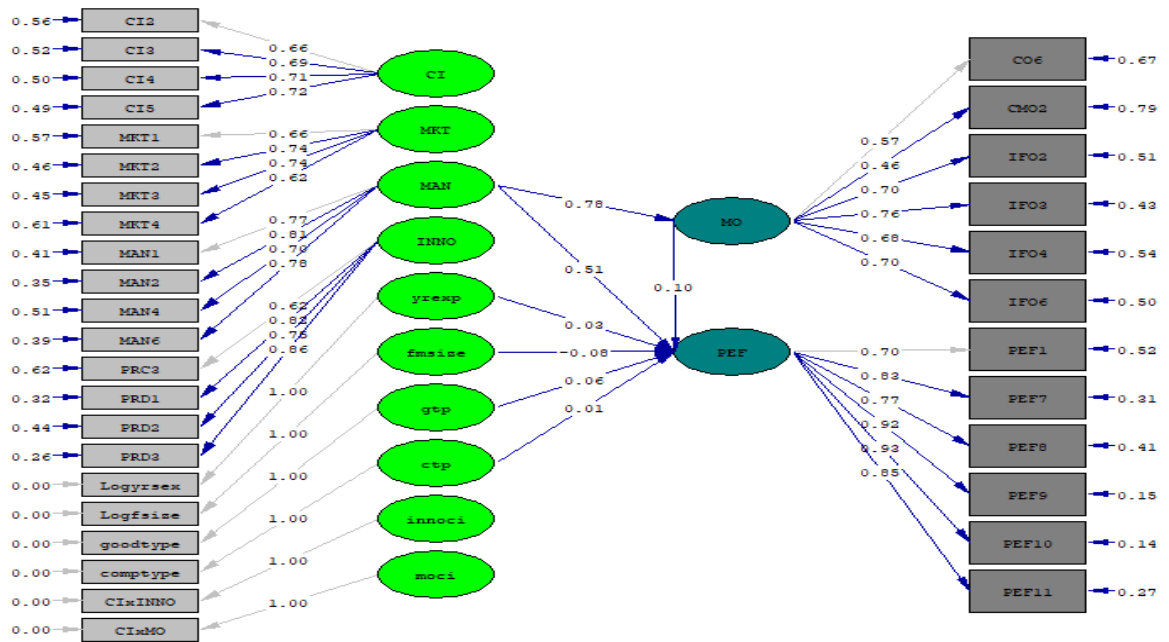 0.56 CI2
0.52 CI3
0.50 CI4
0.49 CI5
0.57 MKT1
0.46 MKT2
0.45 MKT3
0.61 MKT4
0.41 MAN1
0.35 MAN2
0.51 MAN4
0.39 MAN6
0.62 PRC3
0.32 PRD1
0.44 PRD2
0.26 PRD3
0.00 Logyrsex
0.00 Logfsize
0.00 goodtype
0.00 comptype
0.00 CIxINNO
0.00 CIxMO
0.66
0.69
0.71
0.72
0.66
0.74
0.74
0.62
0.77
0.81
0.70
0.78
0.62
0.82
0.75
0.86
1.00
1.00
1.00
1.00
1.00
1.00
CI
MKT
MAN
INNO
yrexp
fmsize
gtp
ctp
innoci
moci
0.78
0.51
0.10
0.03
-0.08
0.06
0.01
MO
PEF
0.57
0.46
0.70
0.76
0.68
0.70
0.70
0.83
0.77
0.92
0.93
0.85
CO6 0.67
CMO2 0.79
IFO2 0.51
IFO3 0.43
IFO4 0.54
IFO6 0.50
PEF1 0.52
PEF7 0.31
PEF8 0.41
PEF9 0.15
PEF10 0.14
PEF11 0.27